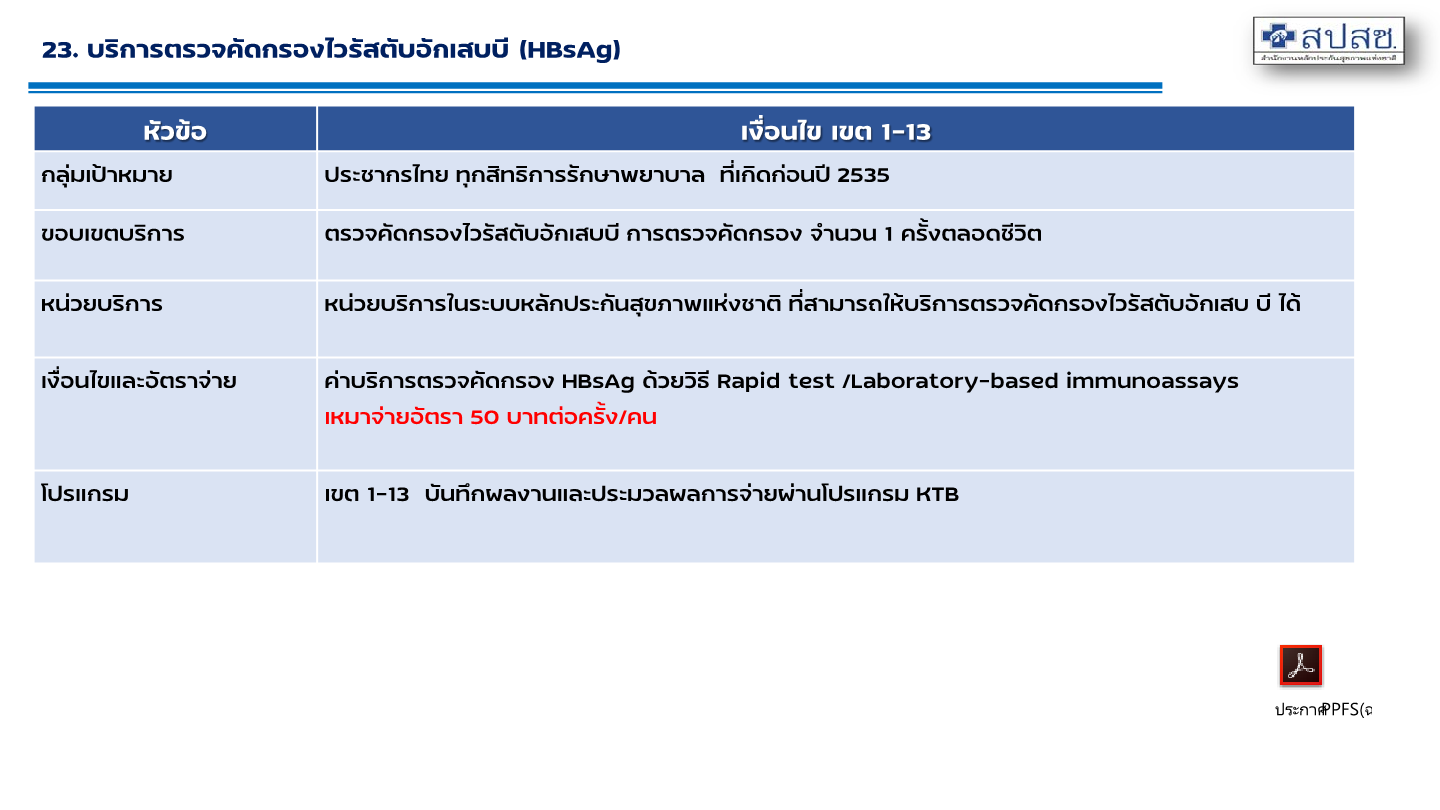 23. บริการตรวจคัดกรองไวรัสตับอักเสบบี (HBsAg)
สปสช.
สำนักงานหลักประกันสุขภาพแห่งชาติ
หัวข้อ
เงื่อนไข เขต 1-13
กลุ่มเป้าหมาย
ประชากรไทย ทุกสิทธิการรักษาพยาบาล ที่เกิดก่อนปี 2535
ขอบเขตบริการ
ตรวจคัดกรองไวรัสตับอักเสบบี การตรวจคัดกรอง จำนวน 1 ครั้งตลอดชีวิต
หน่วยบริการ
หน่วยบริการในระบบหลักประกันสุขภาพแห่งชาติ ที่สามารถให้บริการตรวจคัดกรองไวรัสตับอักเสบ บี ได้
เงื่อนไขและอัตราจ่าย
ค่าบริการตรวจคัดกรอง HBsAg ด้วยวิธี Rapid test /Laboratory-based immunoassays
เหมาจ่ายอัตรา 50 บาทต่อครั้ง/คน
โปรแกรม
เขต 1-13 บันทึกผลงานและประมวลผลการจ่ายผ่านโปรแกรม KTB
ประกาศPPFS(ฉ